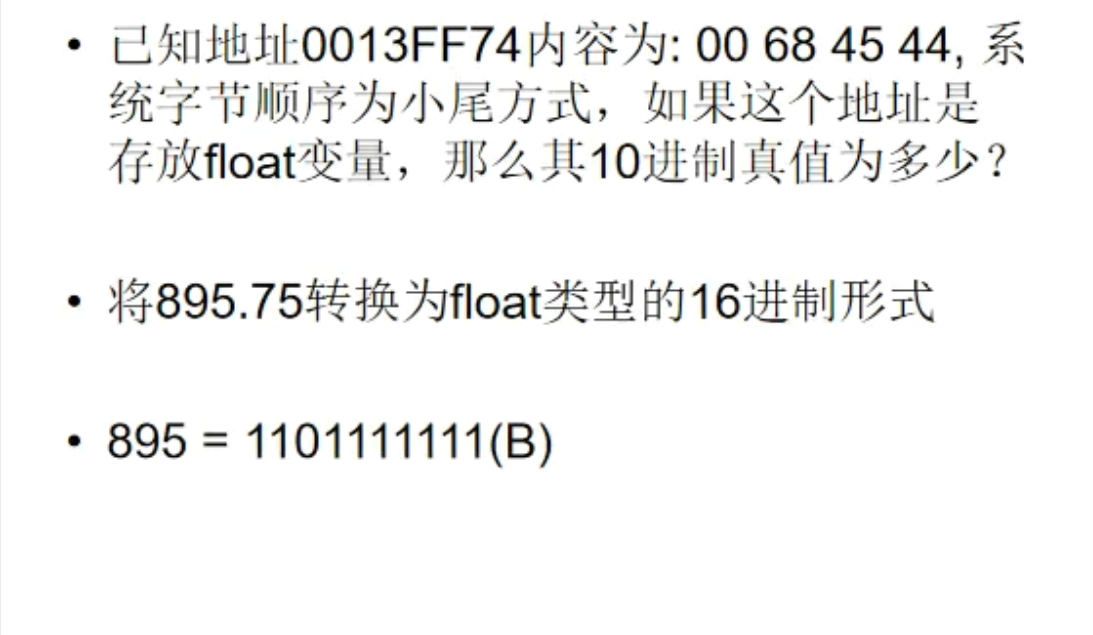 • 已知地址0013FF74内容为: 00 68 45 44, 系
统字节顺序为小尾方式，如果这个地址是
存放float变量，那么其10进制真值为多少？
• 将895.75转换为float类型的16进制形式
• 895 = 1101111111(B)